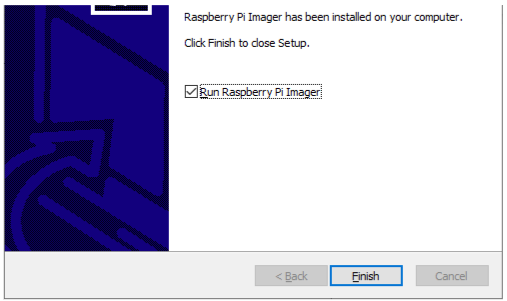 Raspberry Pi Imager has been installed on your computer.
Click Finish to close Setup.
Run Raspberry Pi Imager
< Back
Finish
Cancel